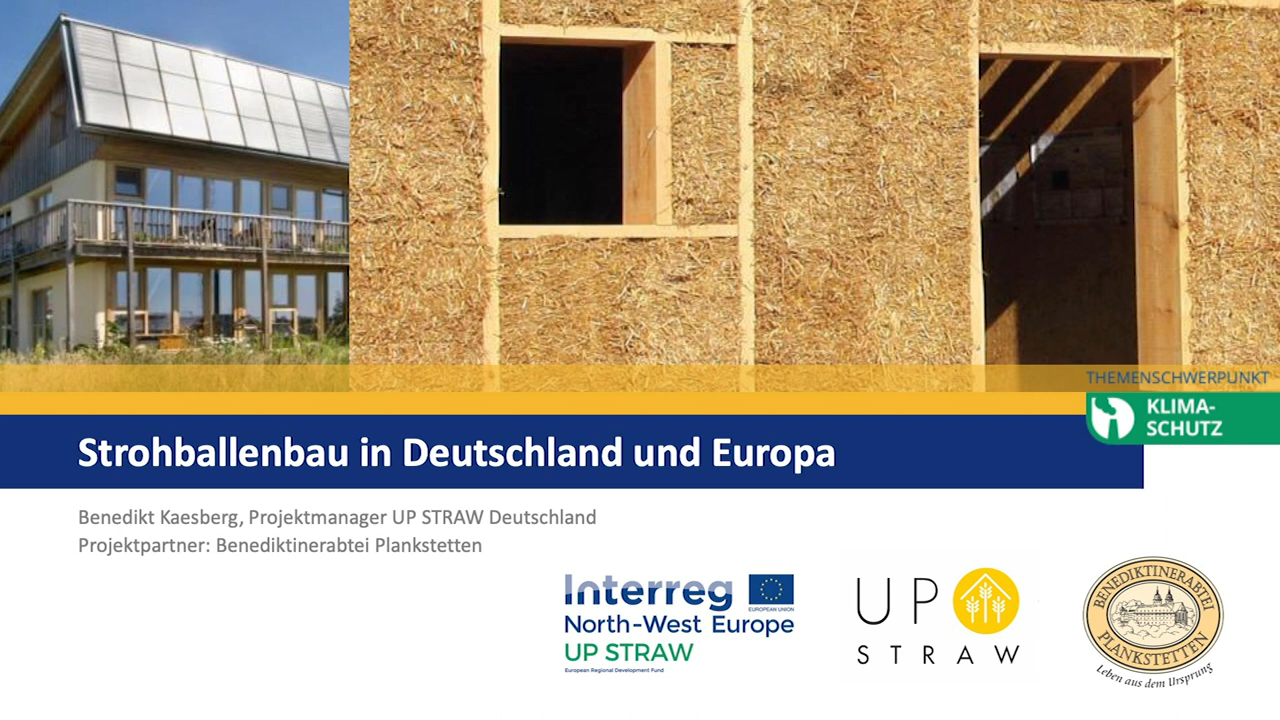 THEMENSCHWERPUNKT
KLIMA-
SCHUTZ
Strohballenbau in Deutschland und Europa
Benedikt Kaesberg, Projektmanager UP STRAW Deutschland
Projektpartner: Benediktinerabtei Plankstetten
Interreg
EUROPEAN UNION
North-West Europe
UP STRAW
European Regional Development Fund
UP
STRAW
BENEDIKTINERABTEI
PLANKSTETTEN
Leben aus dem Ursprung